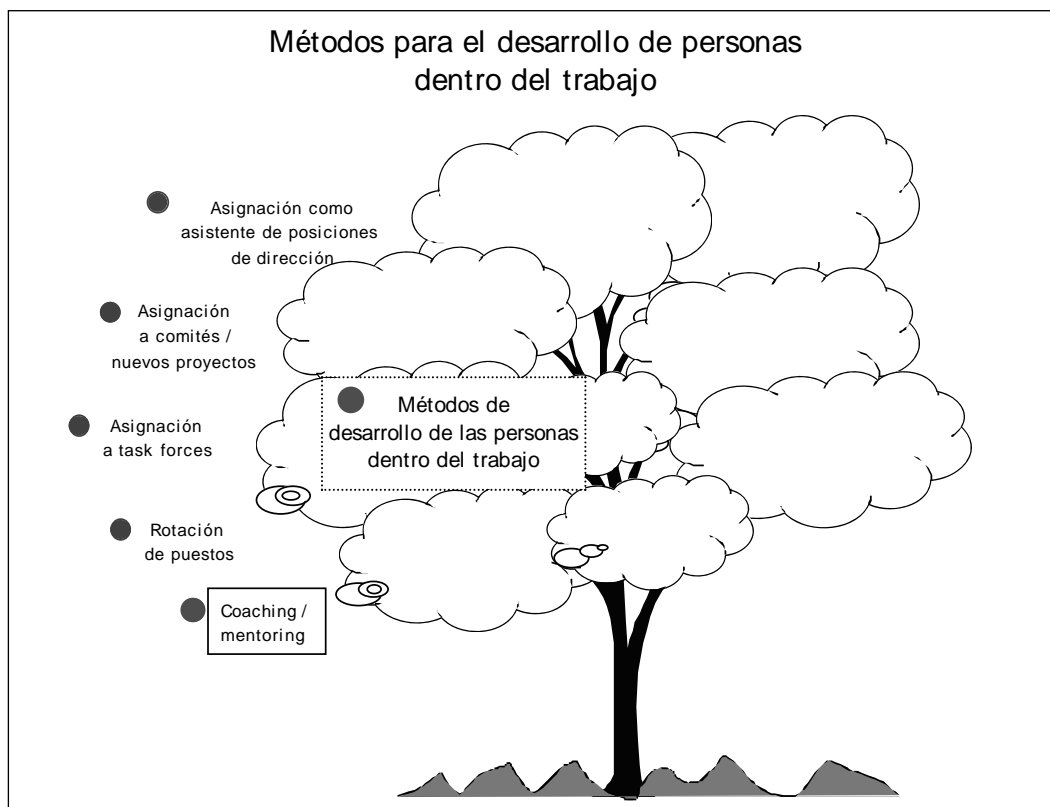 Métodos para el desarrollo de personas
dentro del trabajo
Asignación como
asistente de posiciones
de dirección
Asignación
a comités /
nuevos proyectos
Métodos de
desarrollo de las personas
dentro del trabajo
Asignación
a task forces
Rotación
de puestos
Coaching /
mentoring